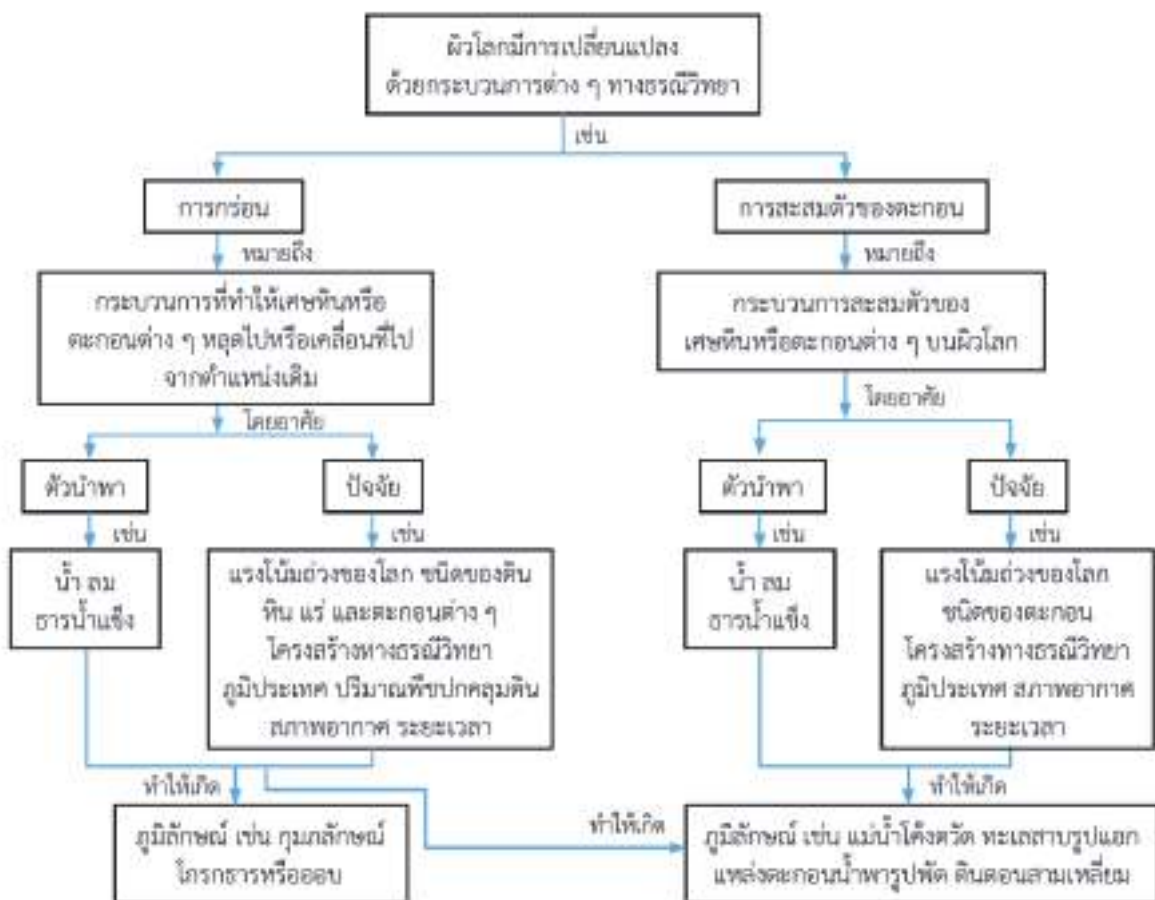 ผิวโลกมีการเปลี่ยนแปลง
ด้วยกระบวนการต่าง ๆ ทางธรณีวิทยา
เช่น
การกร่อน
การสะสมตัวของตะกอน
หมายถึง
หมายถึง
กระบวนการที่ทำให้เศษหินหรือ
ตะกอนต่าง ๆ หลุดไปหรือเคลื่อนที่ไป
จากตำแหน่งเดิม
กระบวนการสะสมตัวของ
เศษหินหรือตะกอนต่าง ๆ บนผิวโลก
โดยอาศัย
โดยอาศัย
ตัวนำพา
ปัจจัย
ตัวนำพา
ปัจจัย
เช่น
เช่น
เช่น
เช่น
น้ำ ลม
ธารน้ำแข็ง
แรงโน้มถ่วงของโลก ชนิดของดิน
หิน แร่ และตะกอนต่าง ๆ
โครงสร้างทางธรณีวิทยา
ภูมิประเทศ ปริมาณพืชปกคลุมดิน
สภาพอากาศ ระยะเวลา
น้ำ ลม
ธารน้ำแข็ง
แรงโน้มถ่วงของโลก
ชนิดของตะกอน
โครงสร้างทางธรณีวิทยา
ภูมิประเทศ สภาพอากาศ
ระยะเวลา
ทำให้เกิด
ทำให้เกิด
ทำให้เกิด
ภูมิลักษณ์ เช่น กุมภลักษณ์
โกรกธารหรือออบ
ภูมิลักษณ์ เช่น แม่น้ำโค้งตวัด ทะเลสาบรูปแอก
แหล่งตะกอนน้ำพารูปพัด ดินดอนสามเหลี่ยม